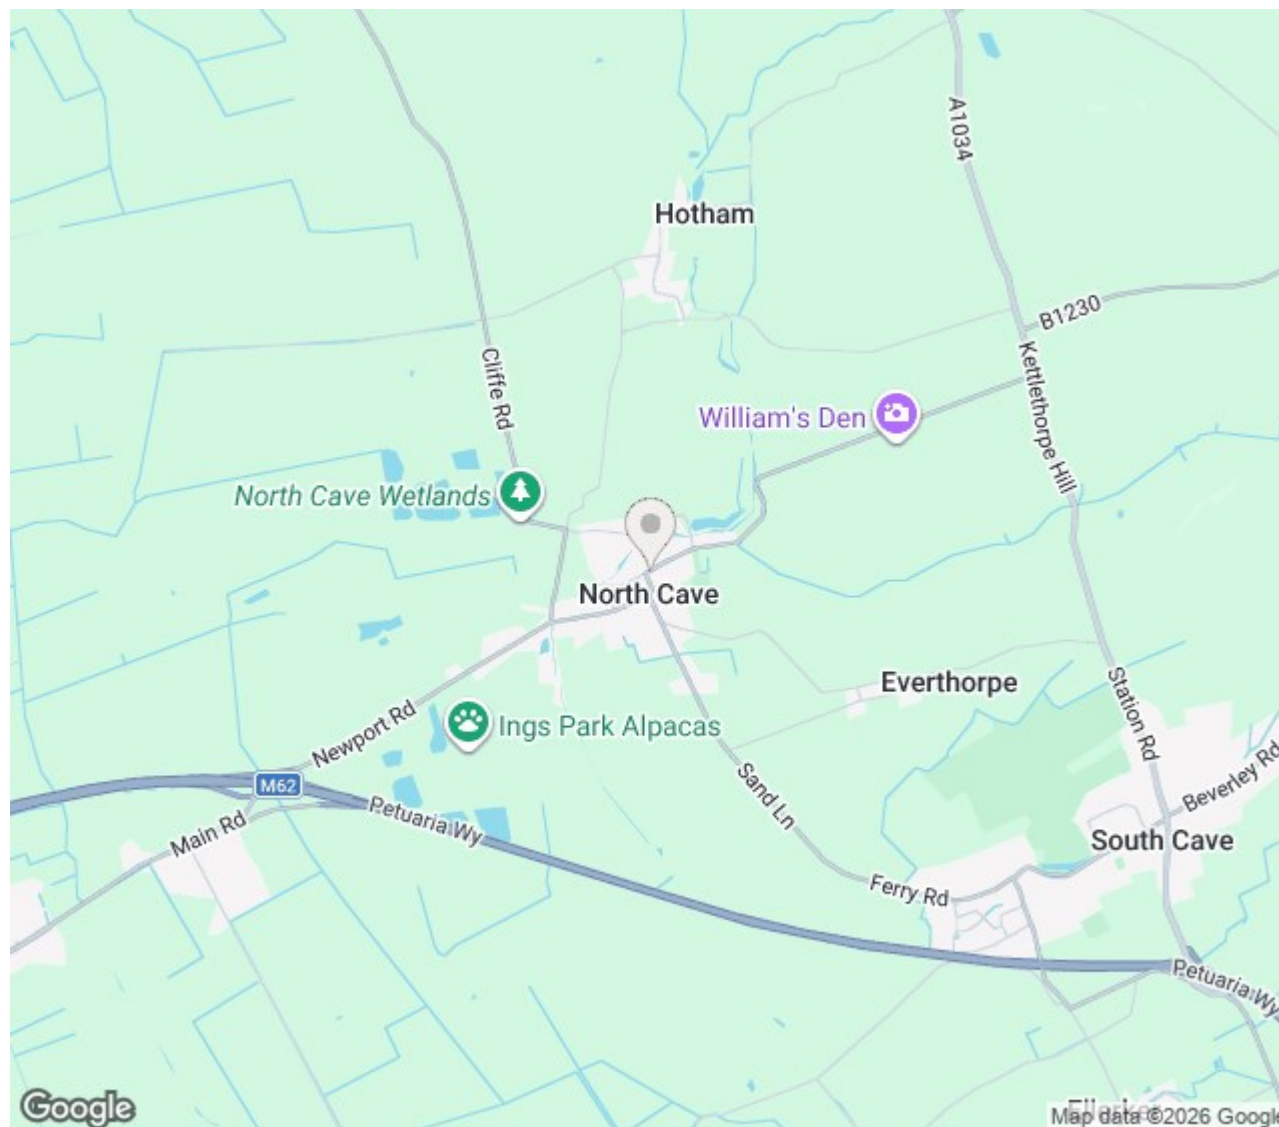 A1034
Hotham
B1230
Cliffe Rd
Kettlethorpe Hill
William's Den
North Cave Wetlands
North Cave
Everthorpe
Station Rd
Newport Rd
Ings Park Alpacas
M62
Petuaria Wy
Sand Ln
Beverley Rd
Main Rd
South Cave
Ferry Rd
Petuaria Wy
Google
Map data ©2026 Google